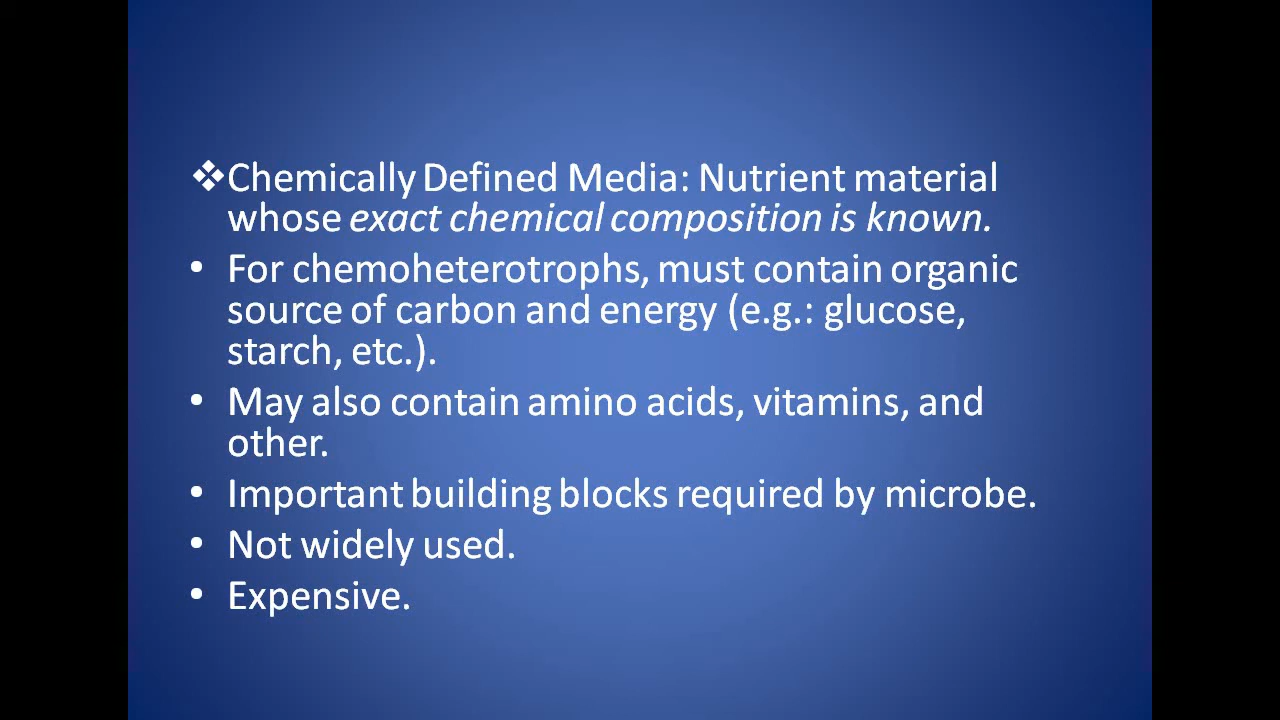 ❖Chemically Defined Media: Nutrient material
whose exact chemical composition is known.
• For chemoheterotrophs, must contain organic
source of carbon and energy (e.g.: glucose,
starch, etc.).
• May also contain amino acids, vitamins, and
other.
• Important building blocks required by microbe.
• Not widely used.
• Expensive.